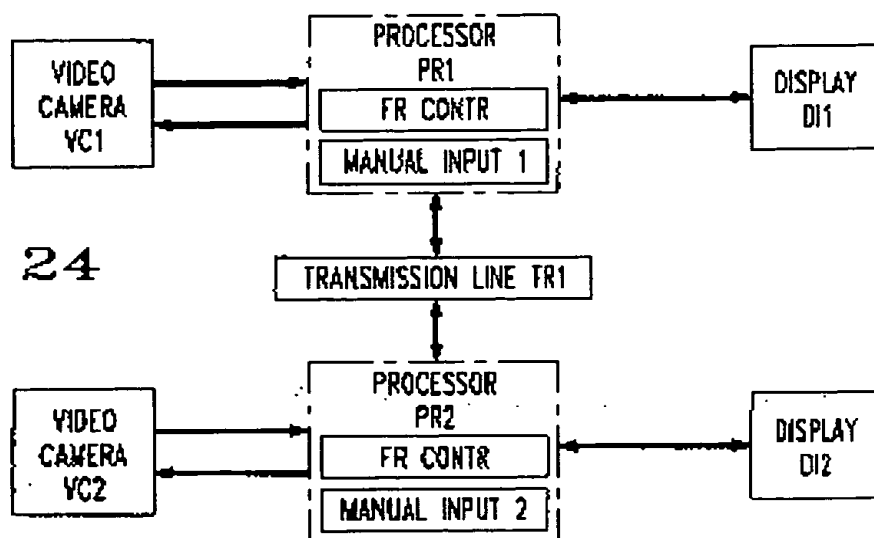 VIDEO
CAMERA
VC1
PROCESSOR
PR1
FR CONTR
MANUAL INPUT 1
DISPLAY
DI1
24
TRANSMISSION LINE TR1
VIDEO
CAMERA
VC2
PROCESSOR
PR2
FR CONTR
MANUAL INPUT 2
DISPLAY
DI2